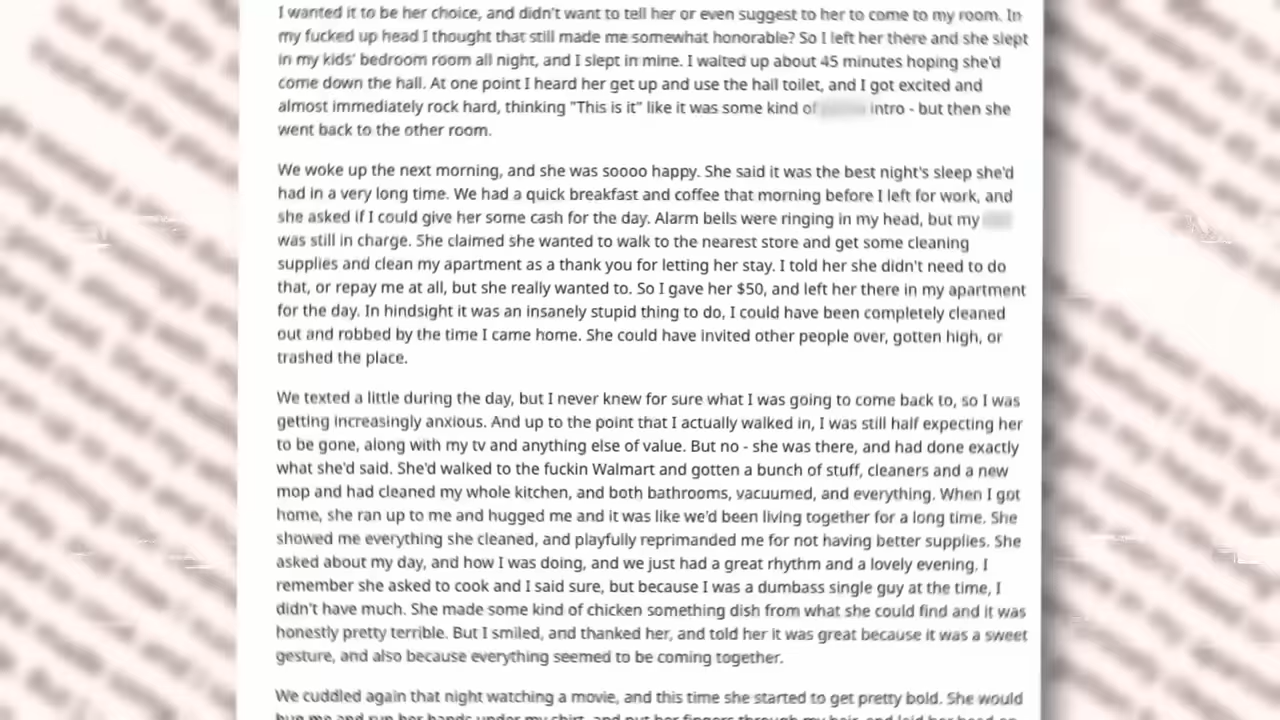 I wanted it to be her choice, and didn't want to tell her or even suggest to her to come to my room. In
my fucked up head I thought that still made me somewhat honorable? So I left her there and she slept
in my kids' bedroom room all night, and I slept in mine. I waited up about 45 minutes hoping she'd
come down the hall. At one point I heard her get up and use the hall toilet, and I got excited and
almost immediately rock hard, thinking "This is it" like it was some kind of intro - but then she
went back to the other room.
We woke up the next morning, and she was soooo happy. She said it was the best night's sleep she'd
had in a very long time. We had a quick breakfast and coffee that morning before I left for work, and
she asked if I could give her some cash for the day. Alarm bells were ringing in my head, but my
was still in charge. She claimed she wanted to walk to the nearest store and get some cleaning
supplies and clean my apartment as a thank you for letting her stay. I told her she didn't need to do
that, or repay me at all, but she really wanted to. So I gave her $50, and left her there in my apartment
for the day. In hindsight it was an insanely stupid thing to do, I could have been completely cleaned
out and robbed by the time I came home. She could have invited other people over, gotten high, or
trashed the place.
We texted a little during the day, but I never knew for sure what I was going to come back to, so I was
getting increasingly anxious. And up to the point that I actually walked in, I was still half expecting her
to be gone, along with my tv and anything else of value. But no - she was there, and had done exactly
what she'd said. She'd walked to the fuckin Walmart and gotten a bunch of stuff, cleaners and a new
mop and had cleaned my whole kitchen, and both bathrooms, vacuumed, and everything. When I got
home, she ran up to me and hugged me and it was like we'd been living together for a long time. She
showed me everything she cleaned, and playfully reprimanded me for not having better supplies. She
asked about my day, and how I was doing, and we just had a great rhythm and a lovely evening. I
remember she asked to cook and I said sure, but because I was a dumbass single guy at the time, I
didn't have much. She made some kind of chicken something dish from what she could find and it was
honestly pretty terrible. But I smiled, and thanked her, and told her it was great because it was a sweet
gesture, and also because everything seemed to be coming together.
We cuddled again that night watching a movie, and this time she started to get pretty bold. She would
hug me and run her hands under my shirt, and put her fingers through my hair, and laid her head on